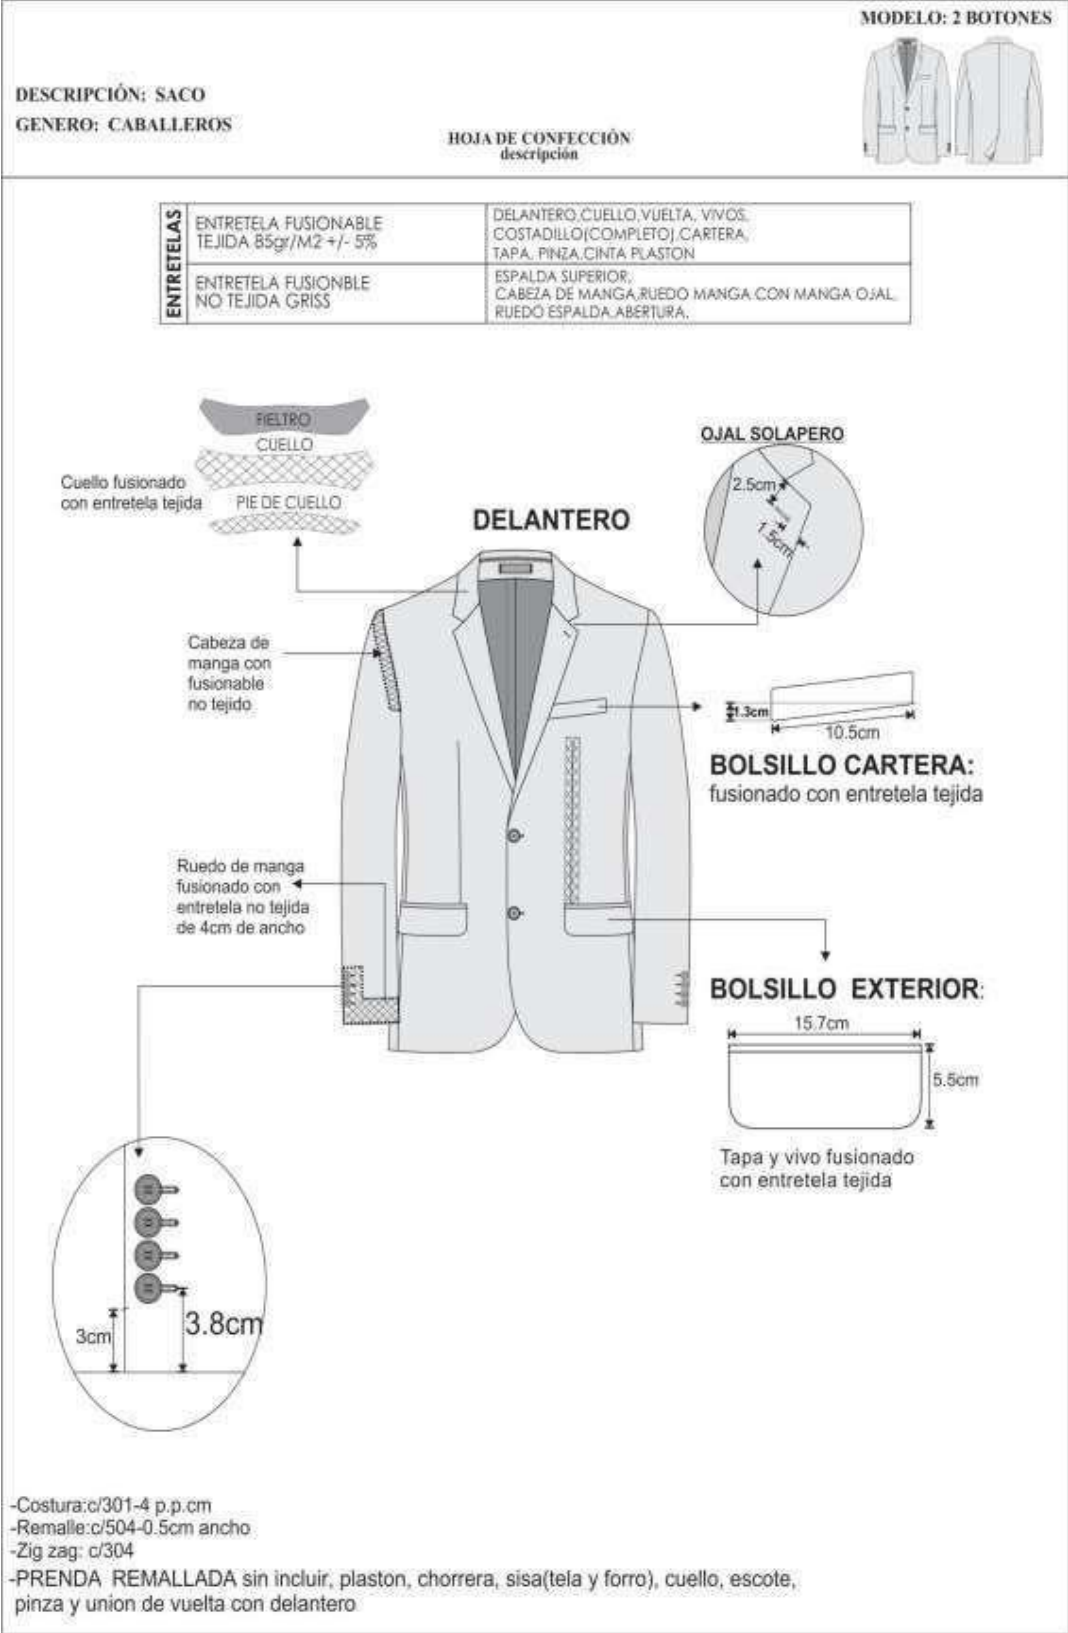 MODELO: 2 BOTONES
DESCRIPCIÓN: SACO
GENERO: CABALLEROS
HOJA DE CONFECCIÓN
descripción
ENTRETELAS
ENTRETELA FUSIONABLE
TEJIDA 85gr/M2 +/- 5%
DELANTERO,CUELLO,VUELTA, VIVOS,
COSTADILLO(COMPLETO),CARTERA,
TAPA, PINZA,CINTA PLASTON
ENTRETELA FUSIONBLE
NO TEJIDA GRISS
ESPALDA SUPERIOR,
CABEZA DE MANGA,RUEDO MANGA CON MANGA OJAL,
RUEDO ESPALDA,ABERTURA,
FIELTRO
CUELLO
Cuello fusionado
con entretela tejida
PIE DE CUELLO
OJAL SOLAPERO
2.5cm
1.5cm
DELANTERO
Cabeza de
manga con
fusionable
no tejido
1.3cm
10.5cm
BOLSILLO CARTERA:
fusionado con entretela tejida
Ruedo de manga
fusionado con
entretela no tejida
de 4cm de ancho
BOLSILLO EXTERIOR:
15.7cm
5.5cm
Tapa y vivo fusionado
con entretela tejida
3cm
3.8cm
-Costura:c/301-4 p.p.cm
-Remalle:c/504-0.5cm ancho
-Zig zag: c/304
-PRENDA REMALLADA sin incluir, plaston, chorrera, sisa(tela y forro), cuello, escote,
pinza y union de vuelta con delantero